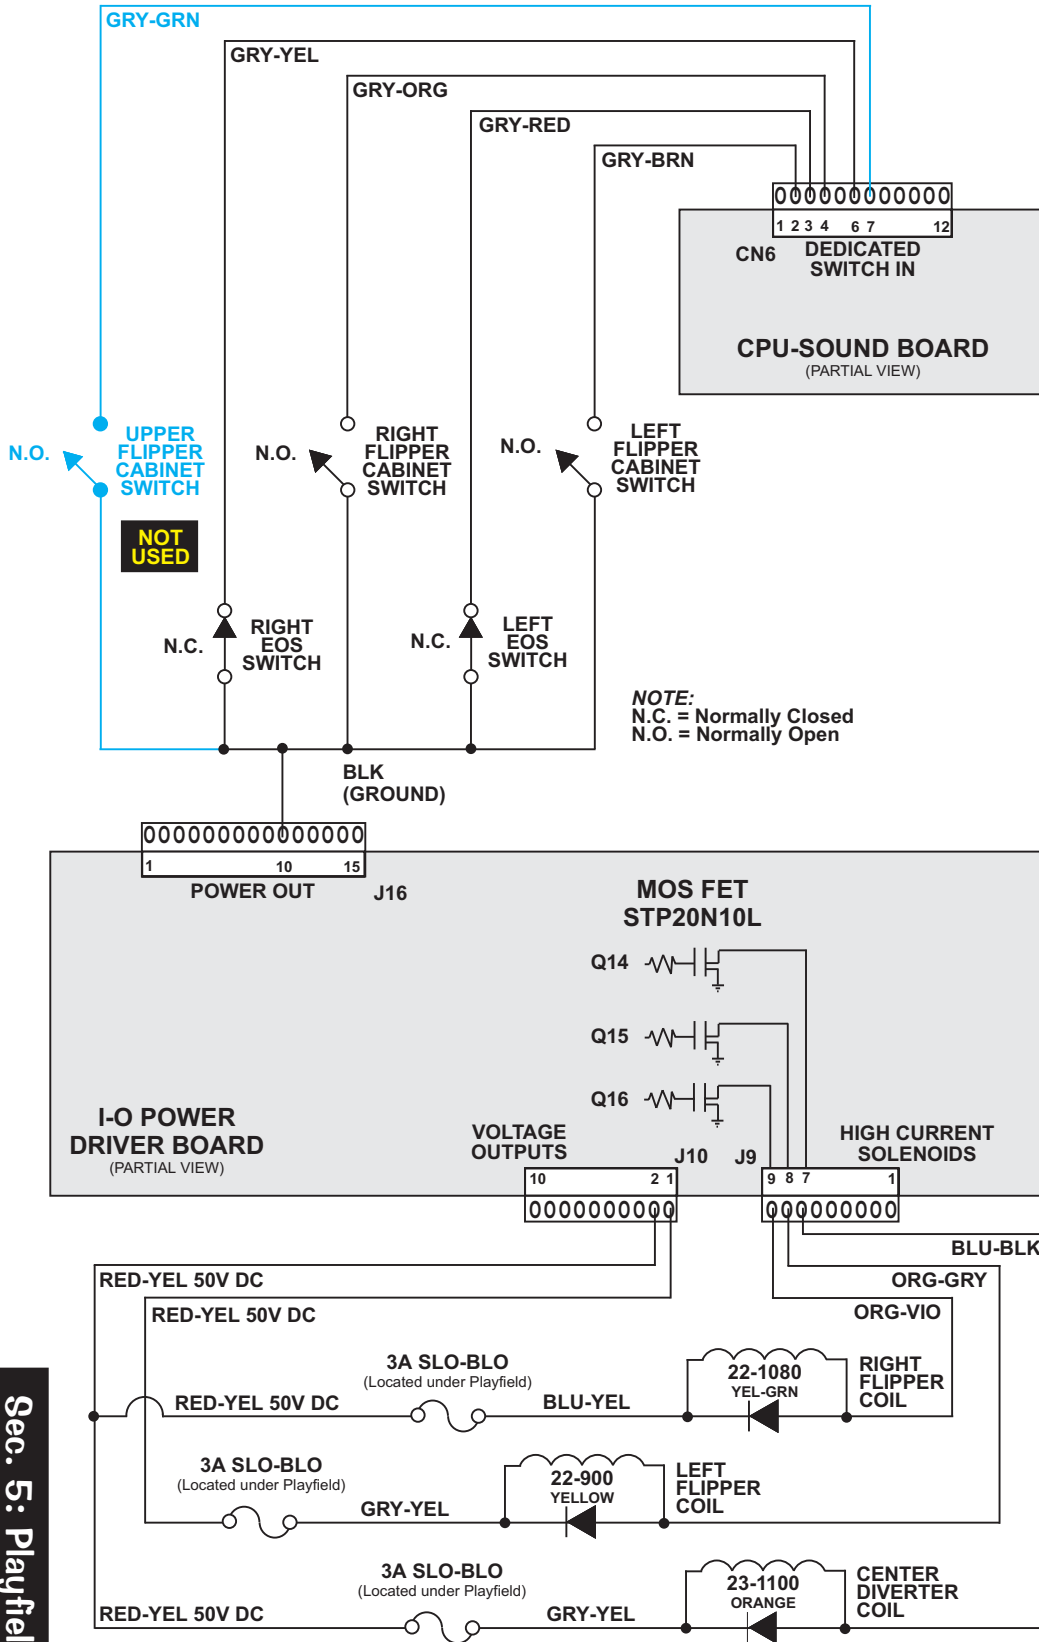 GRY-GRN
GRY-YEL
GRY-ORG
GRY-RED
GRY-BRN
1 2 3 4 6 7 12
CN6
DEDICATED
SWITCH IN
CPU-SOUND BOARD
(PARTIAL VIEW)
N.O.
UPPER
FLIPPER
CABINET
SWITCH
NOT
USED
N.O.
RIGHT
FLIPPER
CABINET
SWITCH
N.O.
LEFT
FLIPPER
CABINET
SWITCH
N.C.
RIGHT
EOS
SWITCH
N.C.
LEFT
EOS
SWITCH
NOTE:
N.C. = Normally Closed
N.O. = Normally Open
BLK
(GROUND)
1 10 15
POWER OUT
J16
MOS FET
STP20N10L
Q14
Q15
Q16
I-O POWER
DRIVER BOARD
(PARTIAL VIEW)
VOLTAGE
OUTPUTS
J10
J9
HIGH CURRENT
SOLENOIDS
10 2 1
9 8 7 1
BLU-BLK
RED-YEL 50V DC
ORG-GRY
RED-YEL 50V DC
ORG-VIO
3A SLO-BLO
(Located under Playfield)
RED-YEL 50V DC
BLU-YEL
22-1080
YEL-GRN
RIGHT
FLIPPER
COIL
3A SLO-BLO
(Located under Playfield)
GRY-YEL
22-900
YELLOW
LEFT
FLIPPER
COIL
3A SLO-BLO
(Located under Playfield)
RED-YEL 50V DC
GRY-YEL
23-1100
ORANGE
CENTER
DIVERTER
COIL
Sec. 5: Playfiel